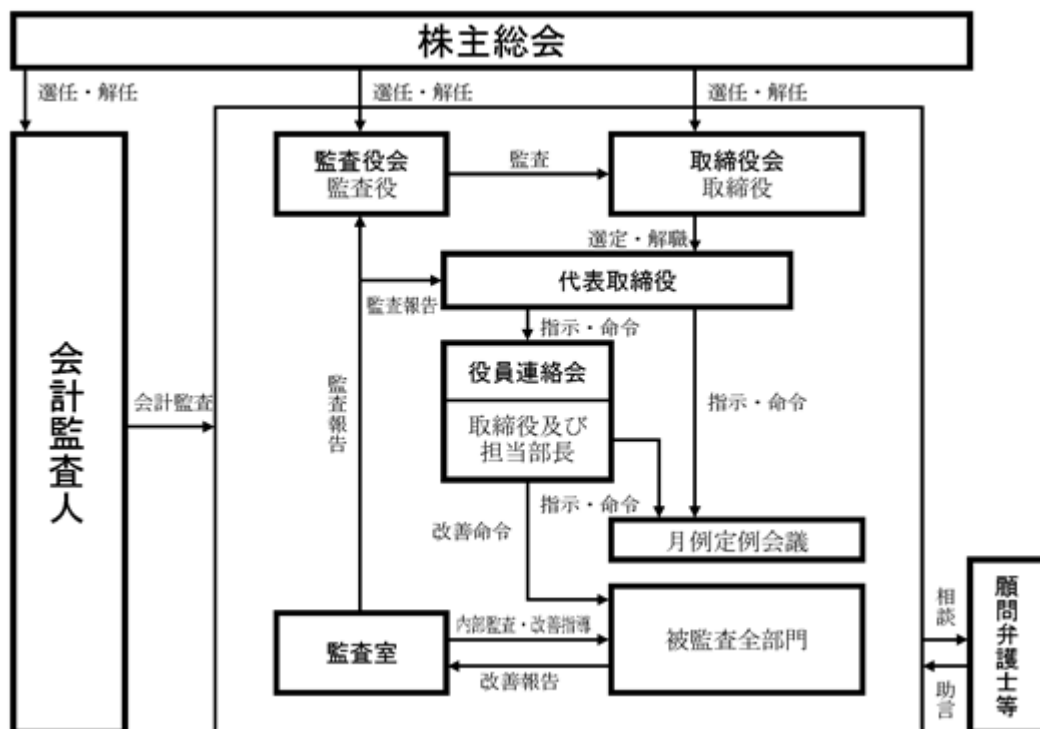 株主総会
選任・解任
選任・解任
選任・解任
監査役会
監査役
監査
取締役会
取締役
選定・解職
代表取締役
監査報告
指示・命令
役員連絡会
取締役及び
担当部長
指示・命令
会計監査人
会計監査
監査報告
指示・命令
改善命令
月例定例会議
監査室
内部監査・改善指導
改善報告
被監査全部門
相談
助言
顧問弁護士等